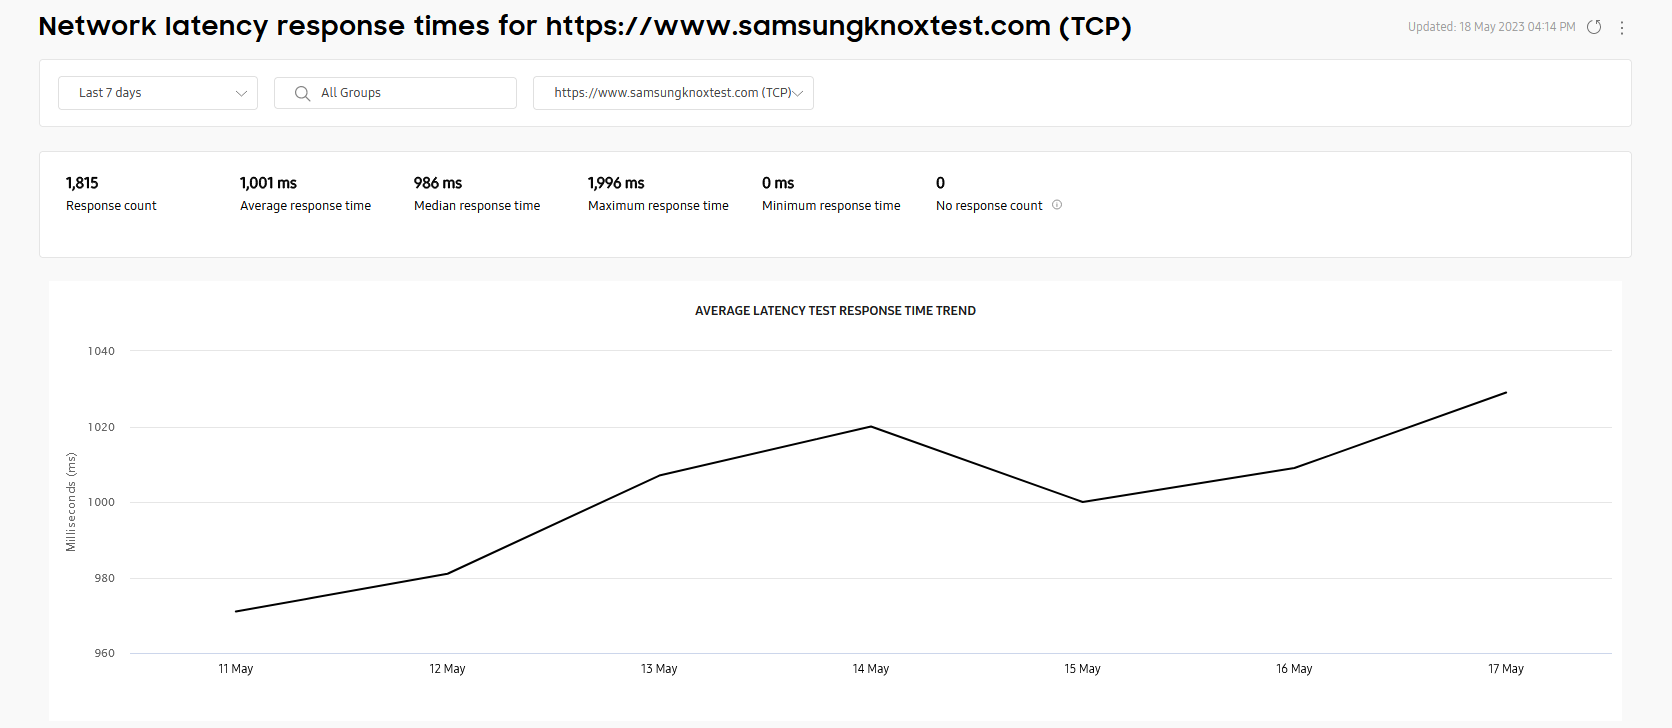 Network latency response times for https://www.samsungknoxtest.com (TCP)
Updated: 18 May 2023 04:14 PM
Last 7 days
All Groups
https://www.samsungknoxtest.com (TCP)
1,815
Response count
1,001 ms
Average response time
986 ms
Median response time
1,996 ms
Maximum response time
0 ms
Minimum response time
0
No response count
AVERAGE LATENCY TEST RESPONSE TIME TREND
Milliseconds (ms)
1040
1020
1000
980
960
11 May
12 May
13 May
14 May
15 May
16 May
17 May